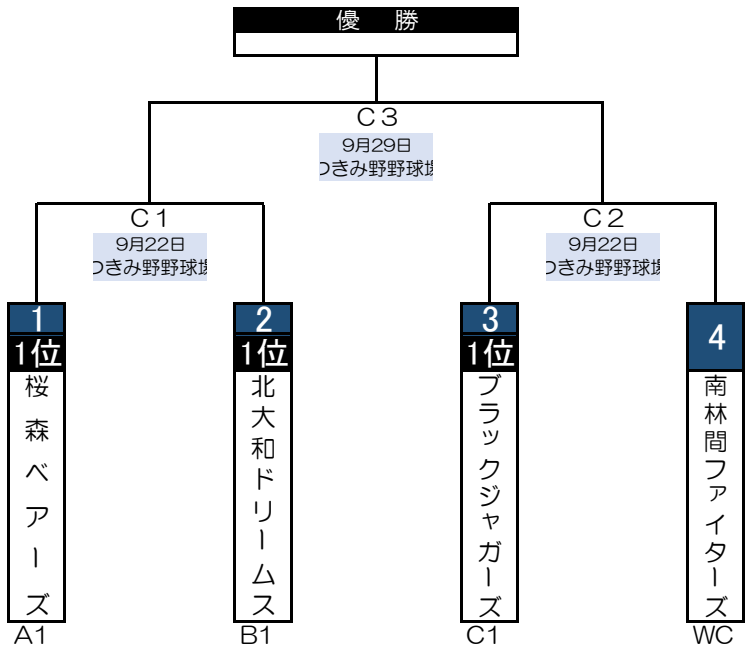 優 勝
C3
9月29日
つきみ野野球場
C1
9月22日
つきみ野野球場
C2
9月22日
つきみ野野球場
1
1位
桜森ベアーズ
A1
2
1位
北大和ドリームス
B1
3
1位
ブラックジャガーズ
C1
4
南林間ファイターズ
WC